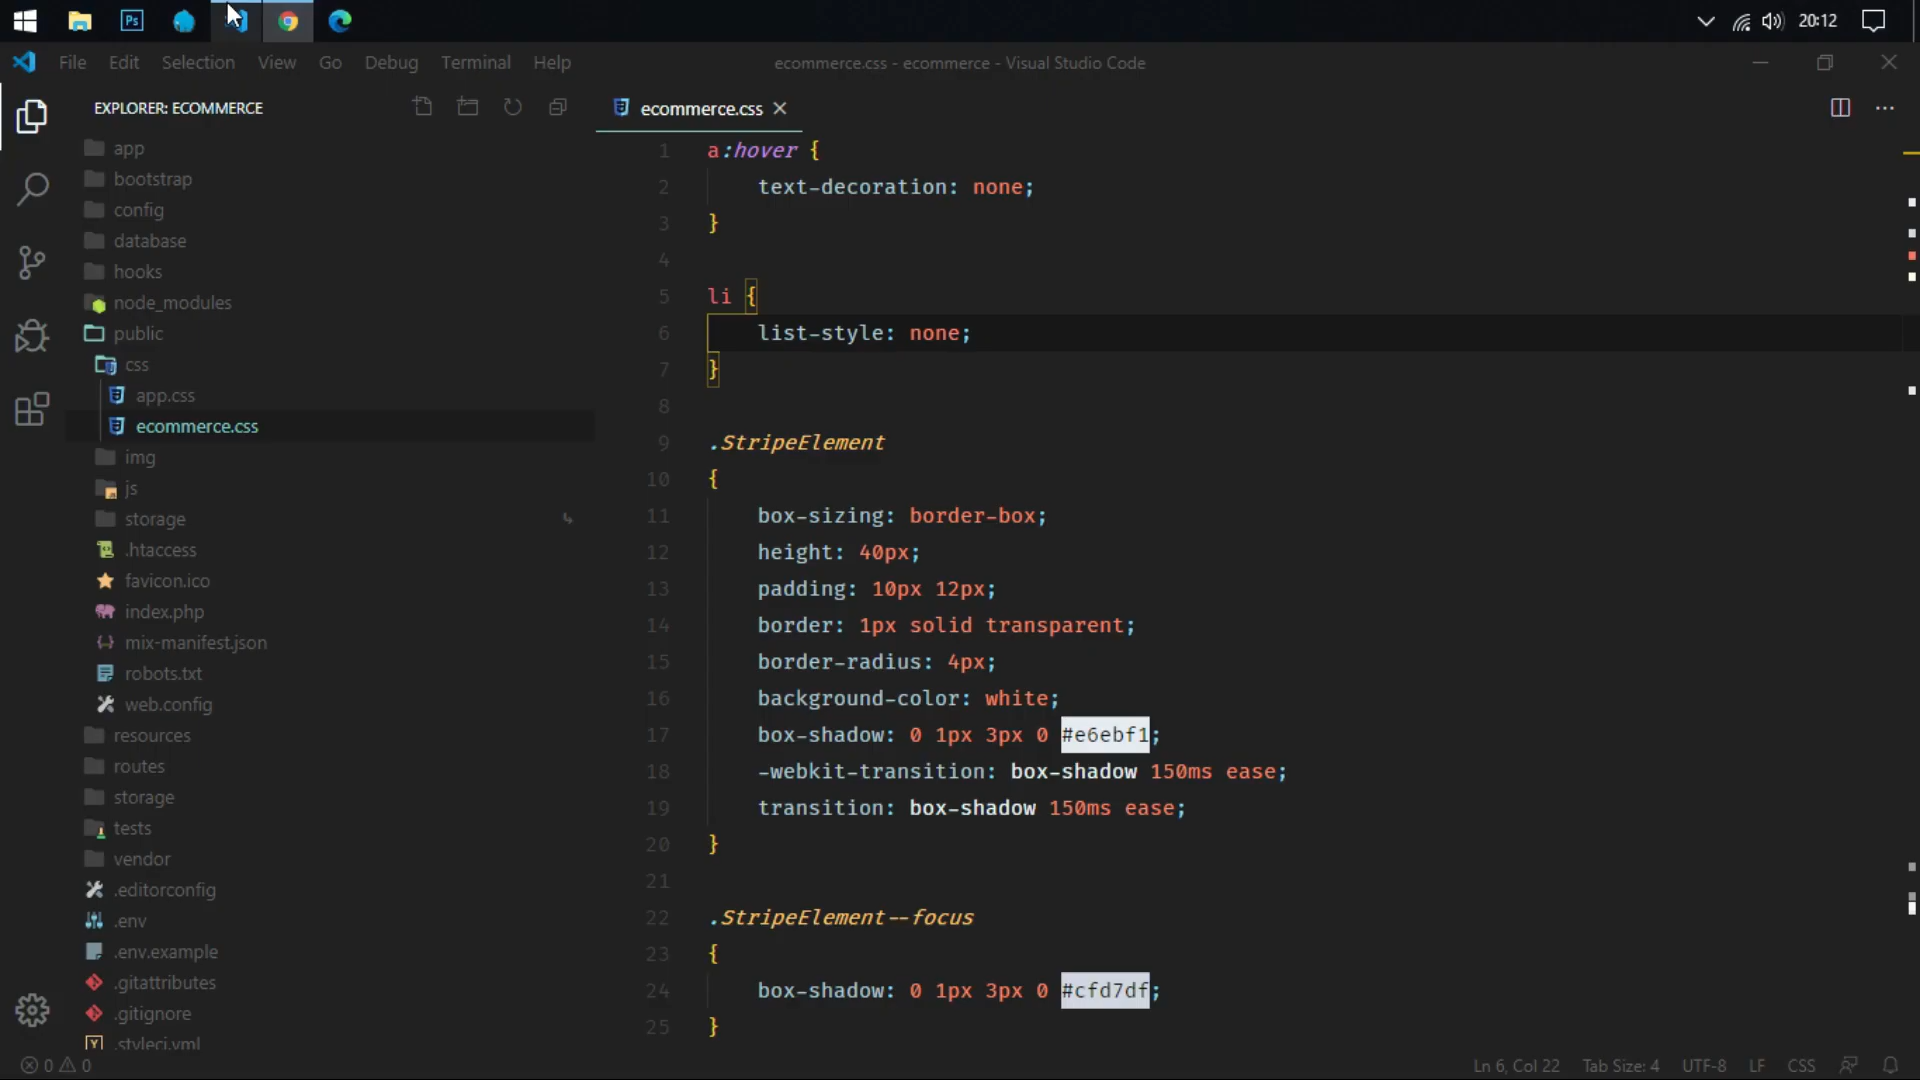 Ps
20:12
File Edit Selection View Go Debug Terminal Help
ecommerce.css - ecommerce - Visual Studio Code
EXPLORER: ECOMMERCE
ecommerce.css
app
bootstrap
config
database
hooks
node_modules
public
css
app.css
ecommerce.css
img
js
storage
.htaccess
favicon.ico
index.php
mix-manifest.json
robots.txt
web.config
resources
routes
storage
tests
vendor
.editorconfig
.env
.env.example
.gitattributes
.gitignore
.styleci.yml
1 a:hover {
2 text-decoration: none;
3 }
4
5 li {
6 list-style: none;
7 }
8
9 .StripeElement
10 {
11 box-sizing: border-box;
12 height: 40px;
13 padding: 10px 12px;
14 border: 1px solid transparent;
15 border-radius: 4px;
16 background-color: white;
17 box-shadow: 0 1px 3px 0 #e6ebf1;
18 -webkit-transition: box-shadow 150ms ease;
19 transition: box-shadow 150ms ease;
20 }
21
22 .StripeElement--focus
23 {
24 box-shadow: 0 1px 3px 0 #cfd7df;
25 }
0 0
Ln 6, Col 22 Tab Size: 4 UTF-8 LF CSS